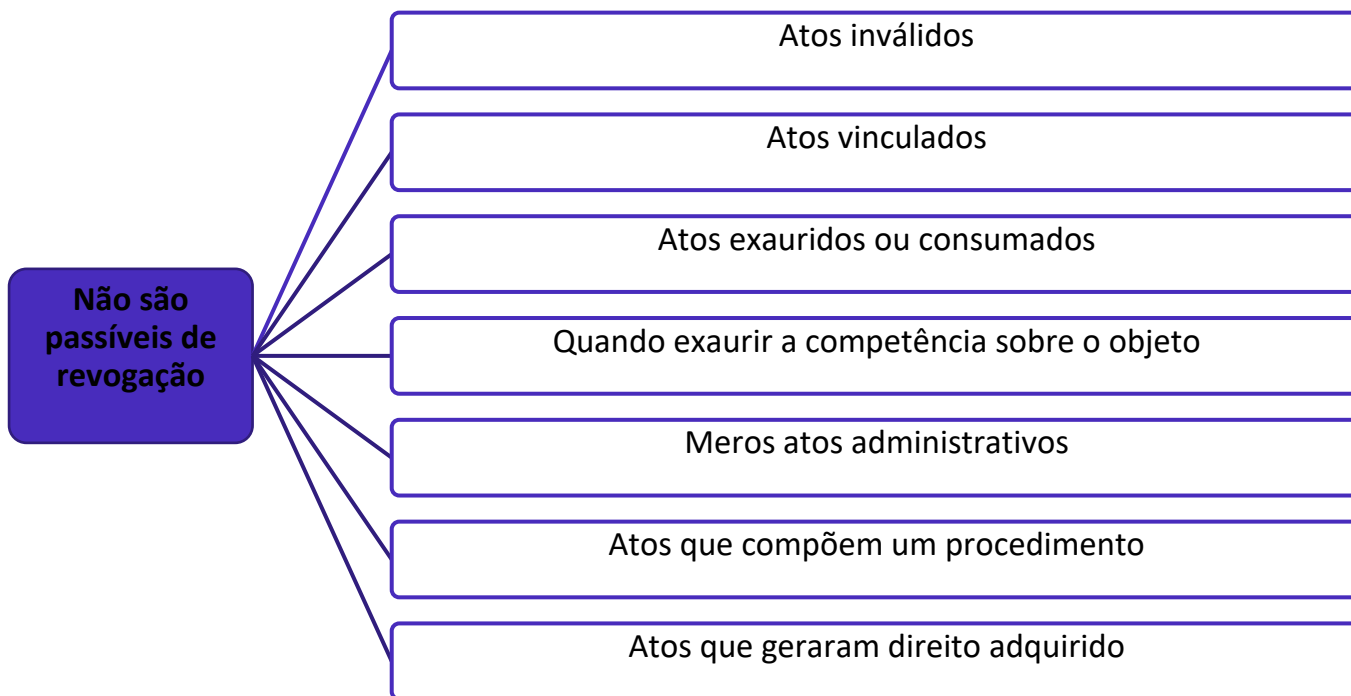 Atos inválidos
Atos vinculados
Atos exauridos ou consumados
Não são
passíveis de
revogação
Quando exaurir a competência sobre o objeto
Meros atos administrativos
Atos que compõem um procedimento
Atos que geraram direito adquirido